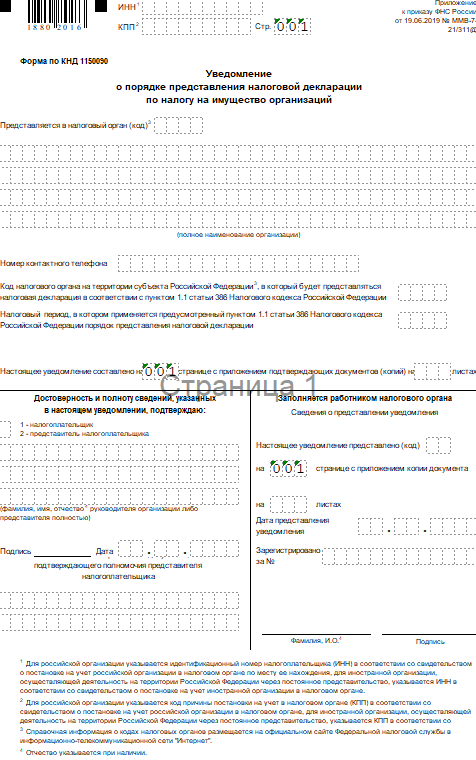 ИНН 1
Приложение
к приказу ФНС России
КПП 2
Стр. 001
от 19.06.2019 № ММВ-7-
21/311@
1880 2016
Форма по КНД 1150090
Уведомление
о порядке представления налоговой декларации
по налогу на имущество организаций
Представляется в налоговый орган (код)3
(полное наименование организации)
Номер контактного телефона
Код налогового органа на территории субъекта Российской Федерации3, в который будет представляться
налоговая декларация в соответствии с пунктом 1.1 статьи 386 Налогового кодекса Российской Федерации
Налоговый период, в котором применяется предусмотренный пунктом 1.1 статьи 386 Налогового кодекса
Российской Федерации порядок представления налоговой декларации
Настоящее уведомление составлено на 001 странице с приложением подтверждающих документов (копий) на листах
Страница 1
Достоверность и полноту сведений, указанных
в настоящем уведомлении, подтверждаю:
1 - налогоплательщик
2 - представитель налогоплательщика
(фамилия, имя, отчество4 руководителя организации либо
представителя полностью)
Подпись Дата . .
подтверждающего полномочия представителя
налогоплательщика
Заполняется работником налогового органа
Сведения о представлении уведомления
Настоящее уведомление представлено (код)
на 001 странице с приложением копии документа
на листах
Дата представления
уведомления . .
Зарегистрировано
за №
Фамилия, И.О.4 Подпись
1 Для российской организации указывается идентификационный номер налогоплательщика (ИНН) в соответствии со свидетельством
о постановке на учет российской организации в налоговом органе по месту ее нахождения, для иностранной организации,
осуществляющей деятельность на территории Российской Федерации через постоянное представительство, указывается ИНН в
соответствии со свидетельством о постановке на учет иностранной организации в налоговом органе.
2 Для российской организации указывается код причины постановки на учет в налоговом органе (КПП) в соответствии со
свидетельством о постановке на учет российской организации в налоговом органе, для иностранной организации, осуществляющей
деятельность на территории Российской Федерации через постоянное представительство, указывается КПП в соответствии со
3 Справочная информация о кодах налоговых органов размещается на официальном сайте Федеральной налоговой службы в
информационно-телекоммуникационной сети "Интернет".
4 Отчество указывается при наличии.